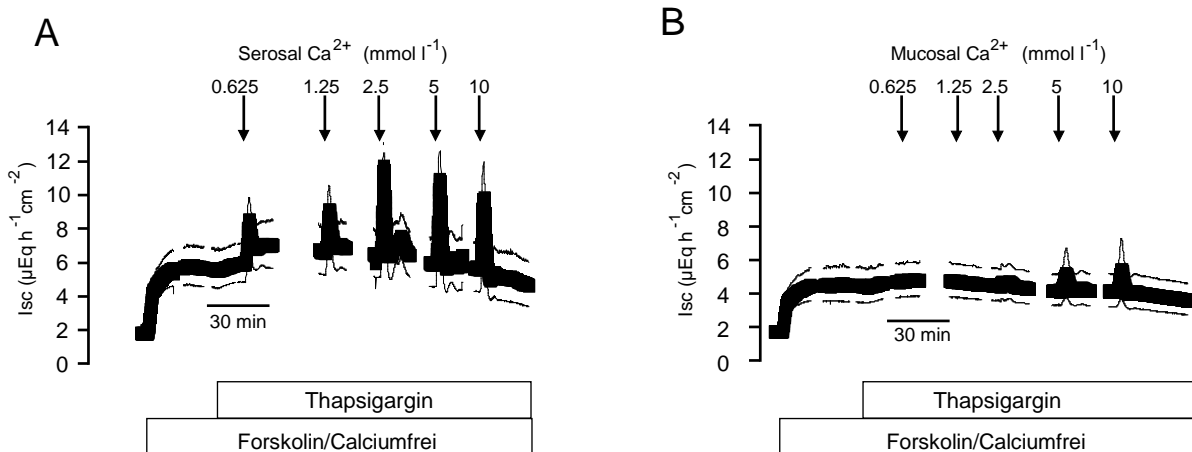 A
Serosal Ca2+ (mmol l-1)
0.625 1.25 2.5 5 10
14
12
10
8
6
4
2
0
Isc (µEq h-1cm-2)
30 min
Thapsigargin
Forskolin/Calciumfrei
B
Mucosal Ca2+ (mmol l-1)
0.625 1.25 2.5 5 10
14
12
10
8
6
4
2
0
Isc (µEq h-1cm-2)
30 min
Thapsigargin
Forskolin/Calciumfrei